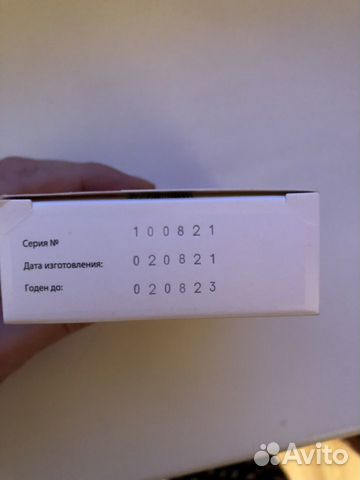 Серия № 100821
Дата изготовления: 020821
Годен до: 020823
Avito